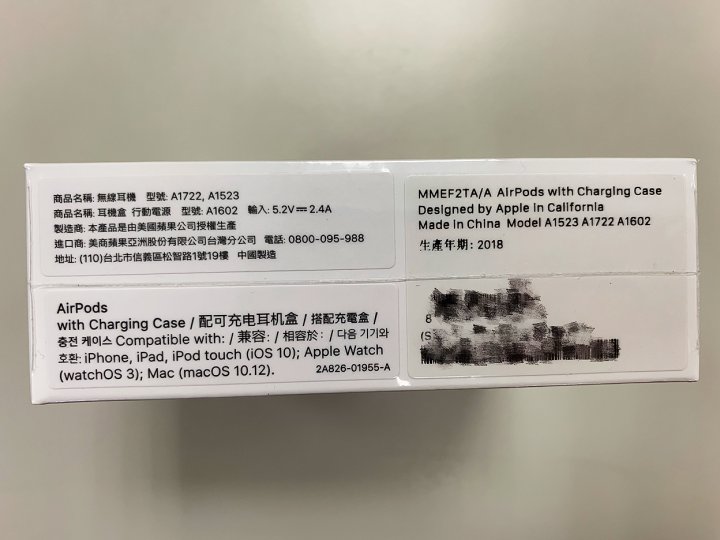 商品名稱: 無線耳機 型號: A1722, A1523
商品名稱: 耳機盒 行動電源 型號: A1602 輸入: 5.2V⎓2.4A
製造商: 本產品是由美國蘋果公司授權生產
進口商: 美商蘋果亞洲股份有限公司台灣分公司 電話: 0800-095-988
地址: (110)台北市信義區松智路1號19樓 中國製造
MMEF2TA/A AirPods with Charging Case
Designed by Apple in California
Made in China Model A1523 A1722 A1602
生產年期: 2018
AirPods
with Charging Case / 配可充电耳机盒 / 搭配充電盒 /
충전 케이스 Compatible with: / 兼容: / 相容於: / 다음 기기와
호환: iPhone, iPad, iPod touch (iOS 10); Apple Watch
(watchOS 3); Mac (macOS 10.12).
2A826-01955-A
8
(S